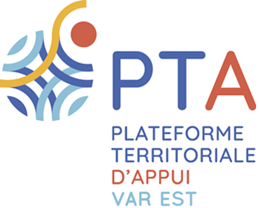 PTA
PLATEFORME
TERRITORIALE
D'APPUI
VAR EST